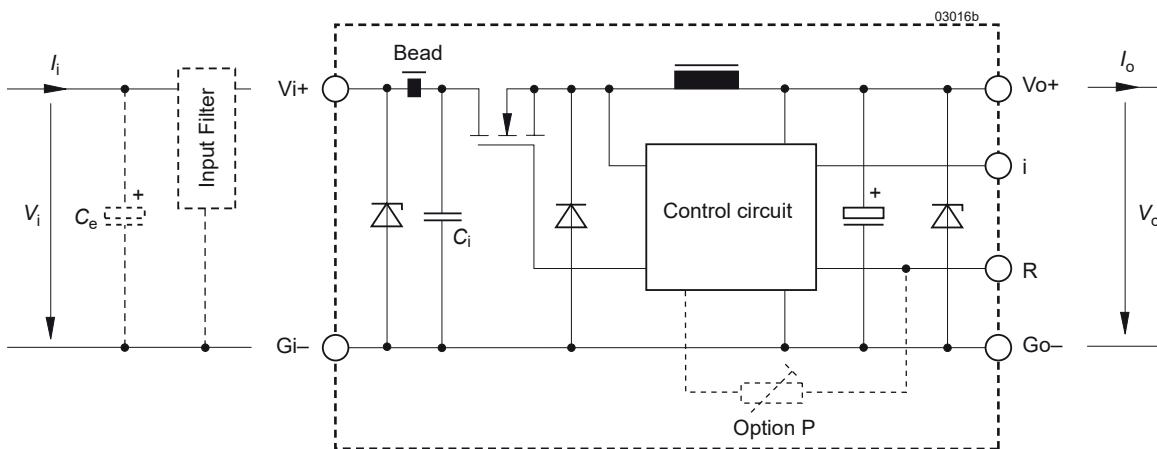 03016b
Bead
Ii
Vi+
Vo+
Io
Input Filter
i
+
+
Control circuit
Vi
Ce
Ci
Vo
R
Gi–
Go–
Option P